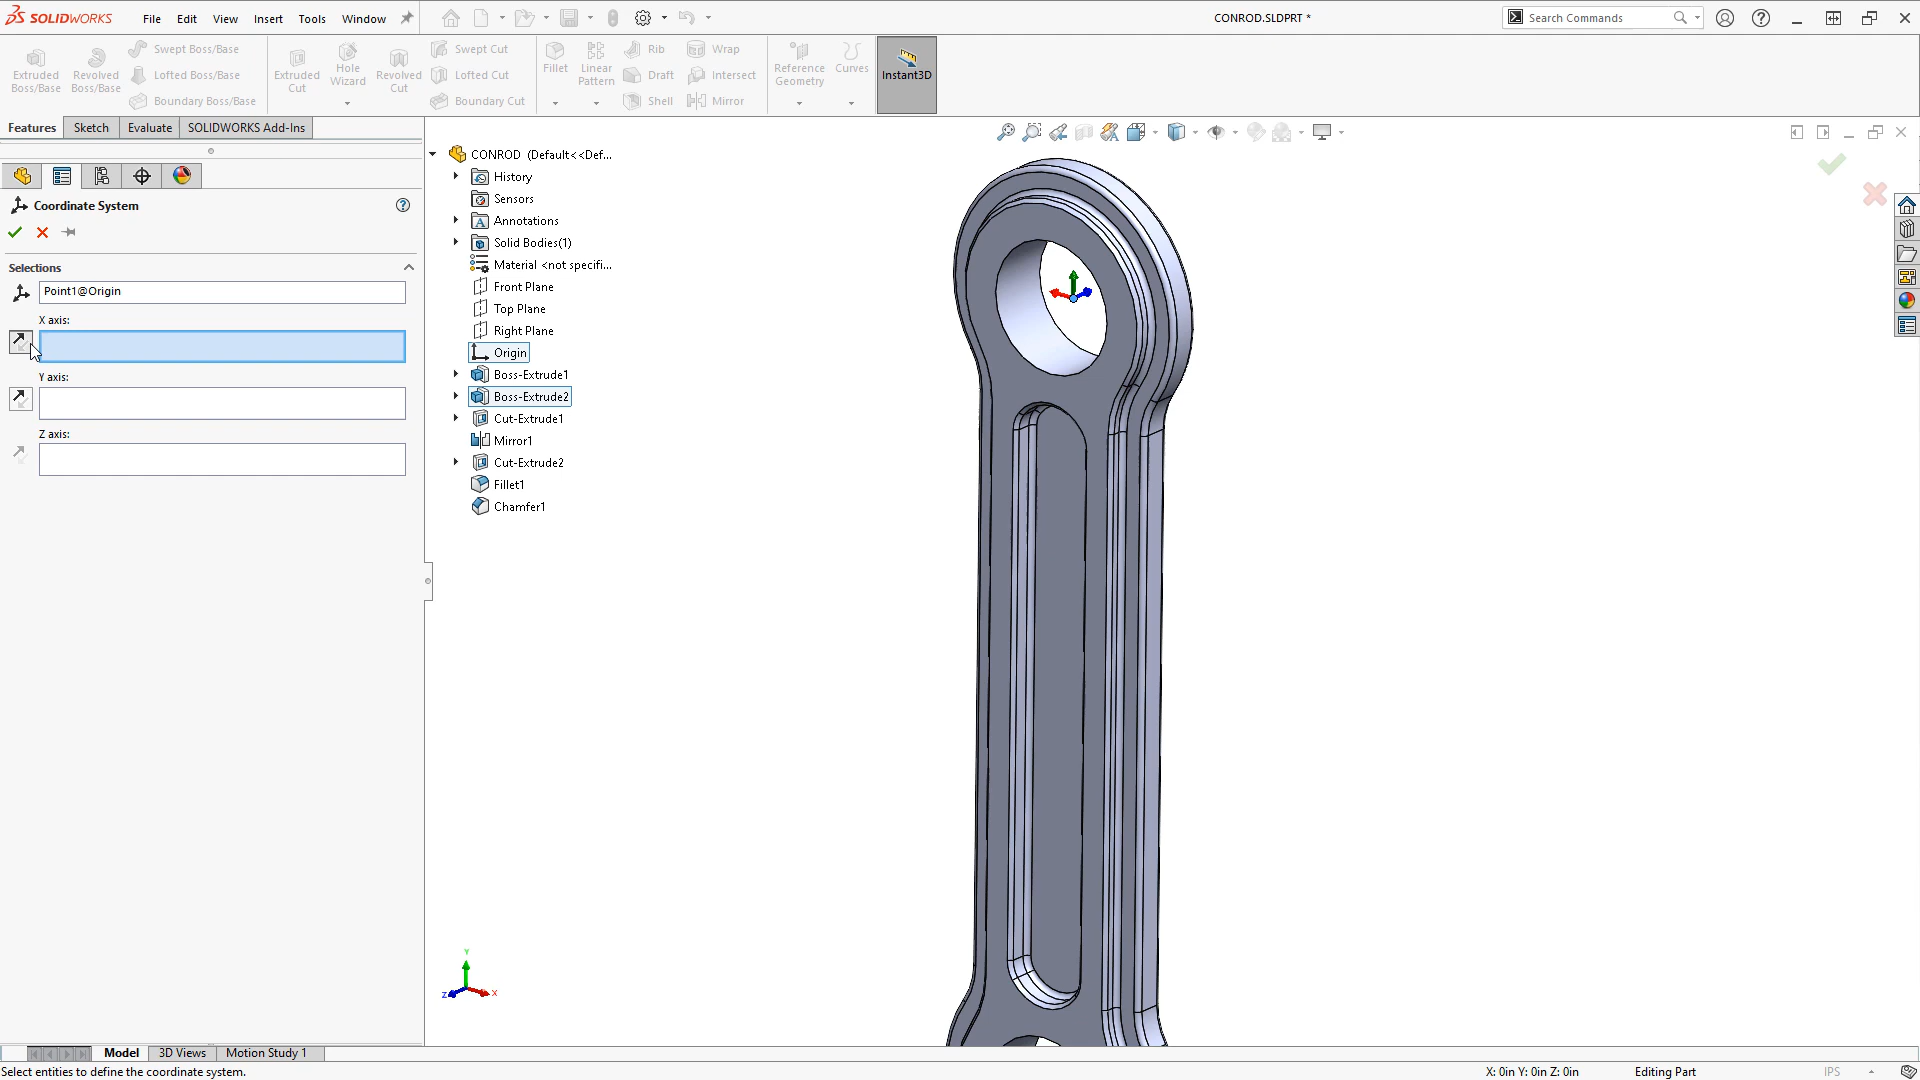 SOLIDWORKS File Edit View Insert Tools Window CONROD.SLDPRT * Search Commands
Extruded Boss/Base
Revolved Boss/Base
Swept Boss/Base
Lofted Boss/Base
Boundary Boss/Base
Extruded Cut
Hole Wizard
Revolved Cut
Swept Cut
Lofted Cut
Boundary Cut
Fillet
Linear Pattern
Rib
Draft
Shell
Wrap
Intersect
Mirror
Reference Geometry
Curves
Instant3D
Features Sketch Evaluate SOLIDWORKS Add-Ins
Coordinate System
Selections
Point1@Origin
X axis:
Y axis:
Z axis:
CONROD (Default<<Def...
History
Sensors
Annotations
Solid Bodies(1)
Material <not specifi...
Front Plane
Top Plane
Right Plane
Origin
Boss-Extrude1
Boss-Extrude2
Cut-Extrude1
Mirror1
Cut-Extrude2
Fillet1
Chamfer1
Y
Z X
Model 3D Views Motion Study 1
Select entities to define the coordinate system. X: 0in Y: 0in Z: 0in Editing Part IPS